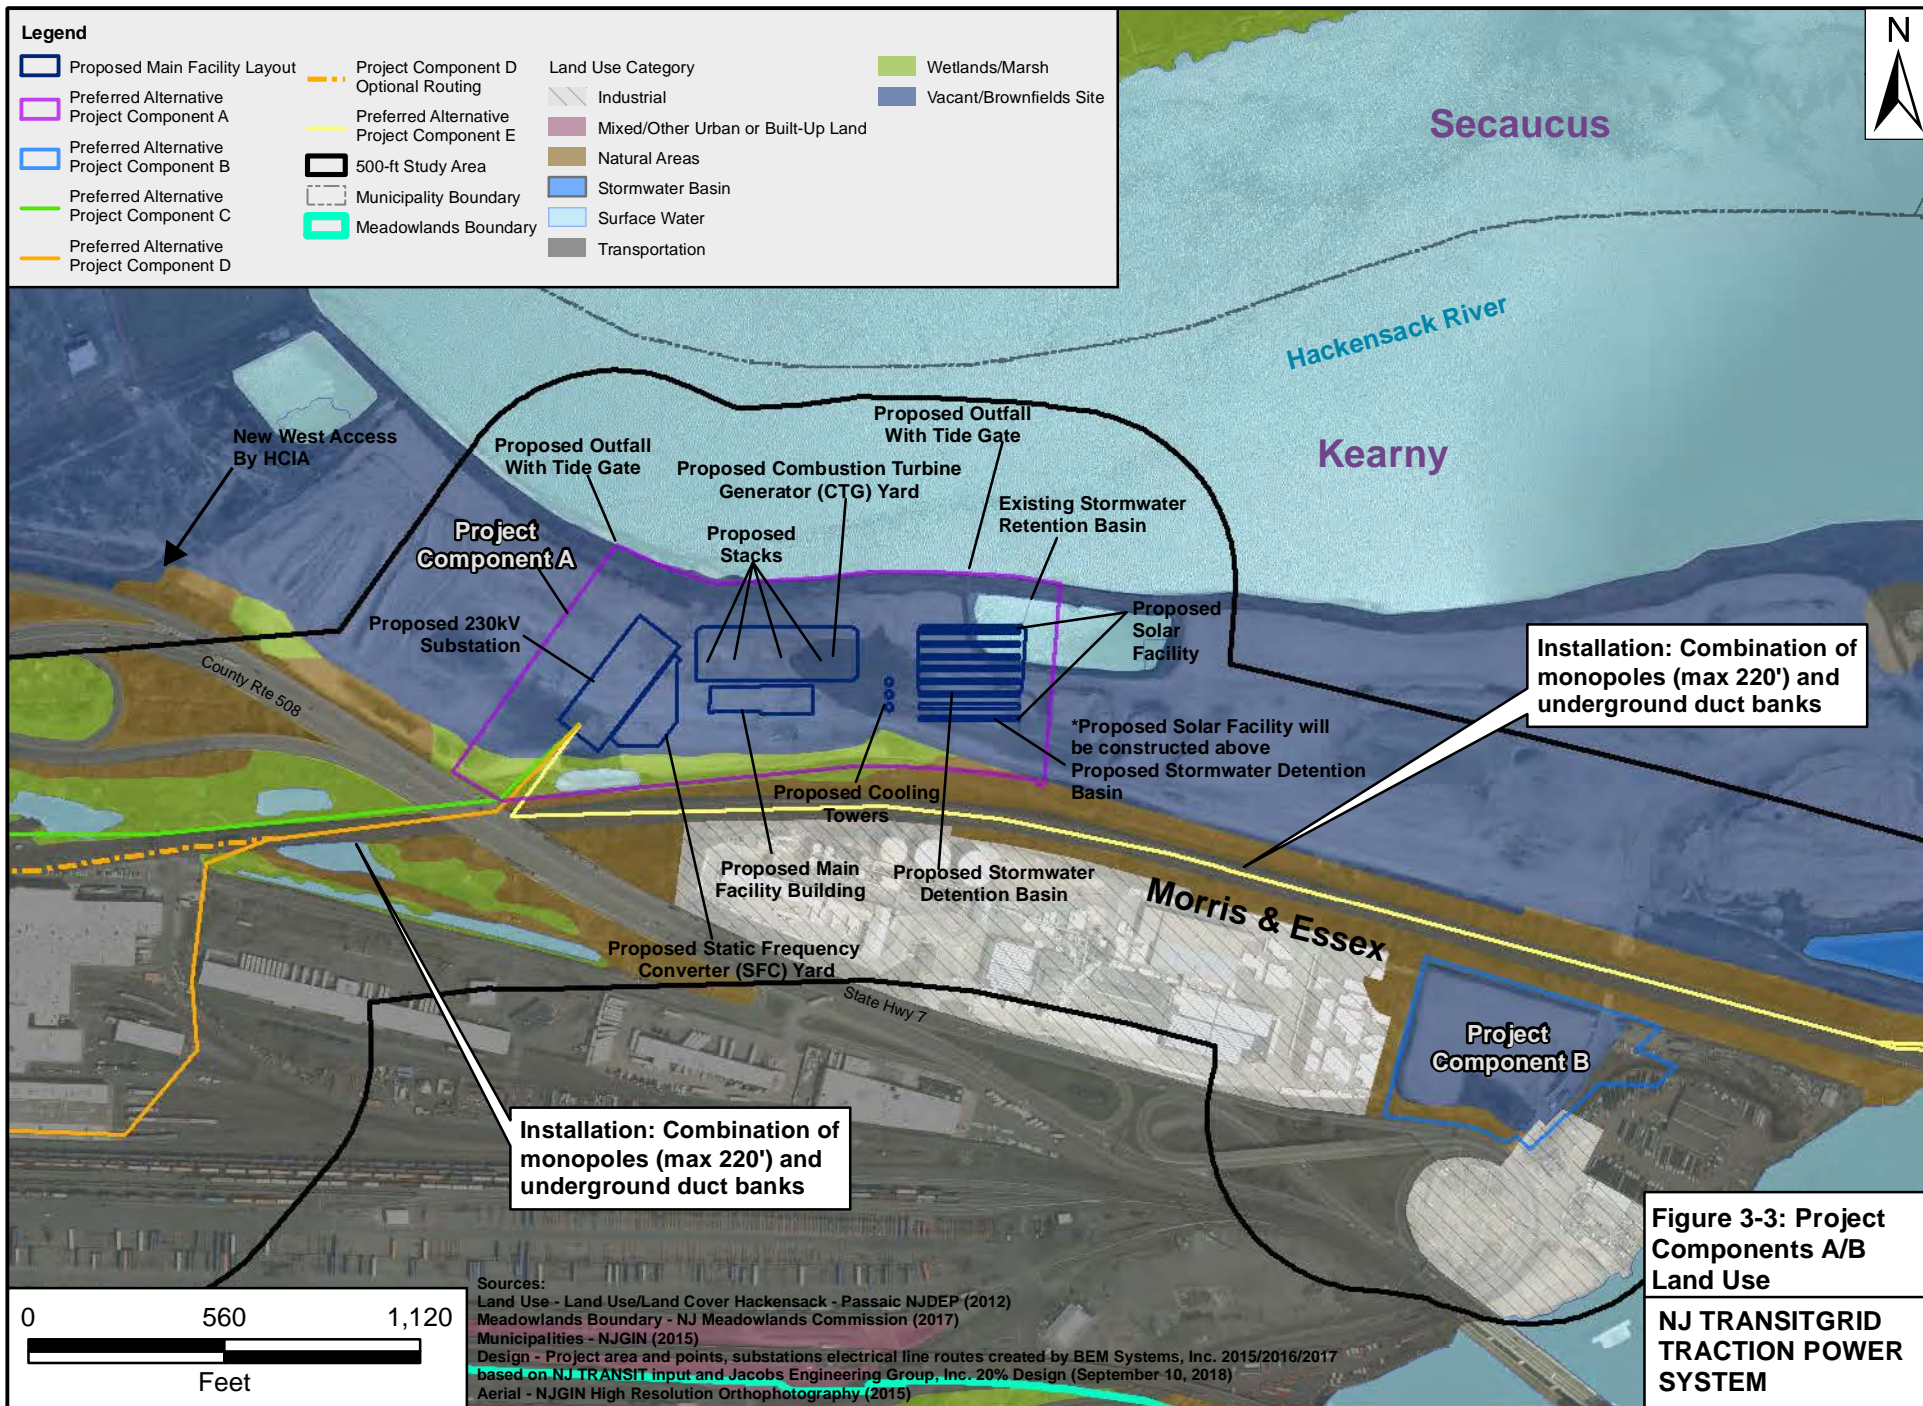 Legend
Proposed Main Facility Layout
Preferred Alternative
Project Component A
Preferred Alternative
Project Component B
Preferred Alternative
Project Component C
Preferred Alternative
Project Component D
Project Component D
Optional Routing
Preferred Alternative
Project Component E
500-ft Study Area
Municipality Boundary
Meadowlands Boundary
Land Use Category
Industrial
Mixed/Other Urban or Built-Up Land
Natural Areas
Stormwater Basin
Surface Water
Transportation
Wetlands/Marsh
Vacant/Brownfields Site
N
Secaucus
Hackensack River
Kearny
New West Access
By HCIA
Proposed Outfall
With Tide Gate
Proposed Outfall
With Tide Gate
Proposed Combustion Turbine
Generator (CTG) Yard
Existing Stormwater
Retention Basin
Project
Component A
Proposed
Stacks
Proposed 230kV
Substation
Proposed
Solar
Facility
County Rte 508
Installation: Combination of
monopoles (max 220') and
underground duct banks
*Proposed Solar Facility will
be constructed above
Proposed Stormwater Detention
Basin
Proposed Cooling
Towers
Proposed Main
Facility Building
Proposed Stormwater
Detention Basin
Morris & Essex
Proposed Static Frequency
Converter (SFC) Yard
State Hwy 7
Project
Component B
Installation: Combination of
monopoles (max 220') and
underground duct banks
Figure 3-3: Project
Components A/B
Land Use
NJ TRANSITGRID
TRACTION POWER
SYSTEM
0 560 1,120
Feet
Sources:
Land Use - Land Use/Land Cover Hackensack - Passaic NJDEP (2012)
Meadowlands Boundary - NJ Meadowlands Commission (2017)
Municipalities - NJGIN (2015)
Design - Project area and points, substations electrical line routes created by BEM Systems, Inc. 2015/2016/2017
based on NJ TRANSIT input and Jacobs Engineering Group, Inc. 20% Design (September 10, 2018)
Aerial - NJGIN High Resolution Orthophotography (2015)